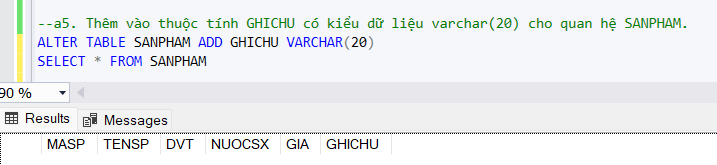 --a5. Thêm vào thuộc tính GHICHU có kiểu dữ liệu varchar(20) cho quan hệ SANPHAM.
ALTER TABLE SANPHAM ADD GHICHU VARCHAR(20)
SELECT * FROM SANPHAM
90 %
Results Messages
MASP TENSP DVT NUOCSX GIA GHICHU